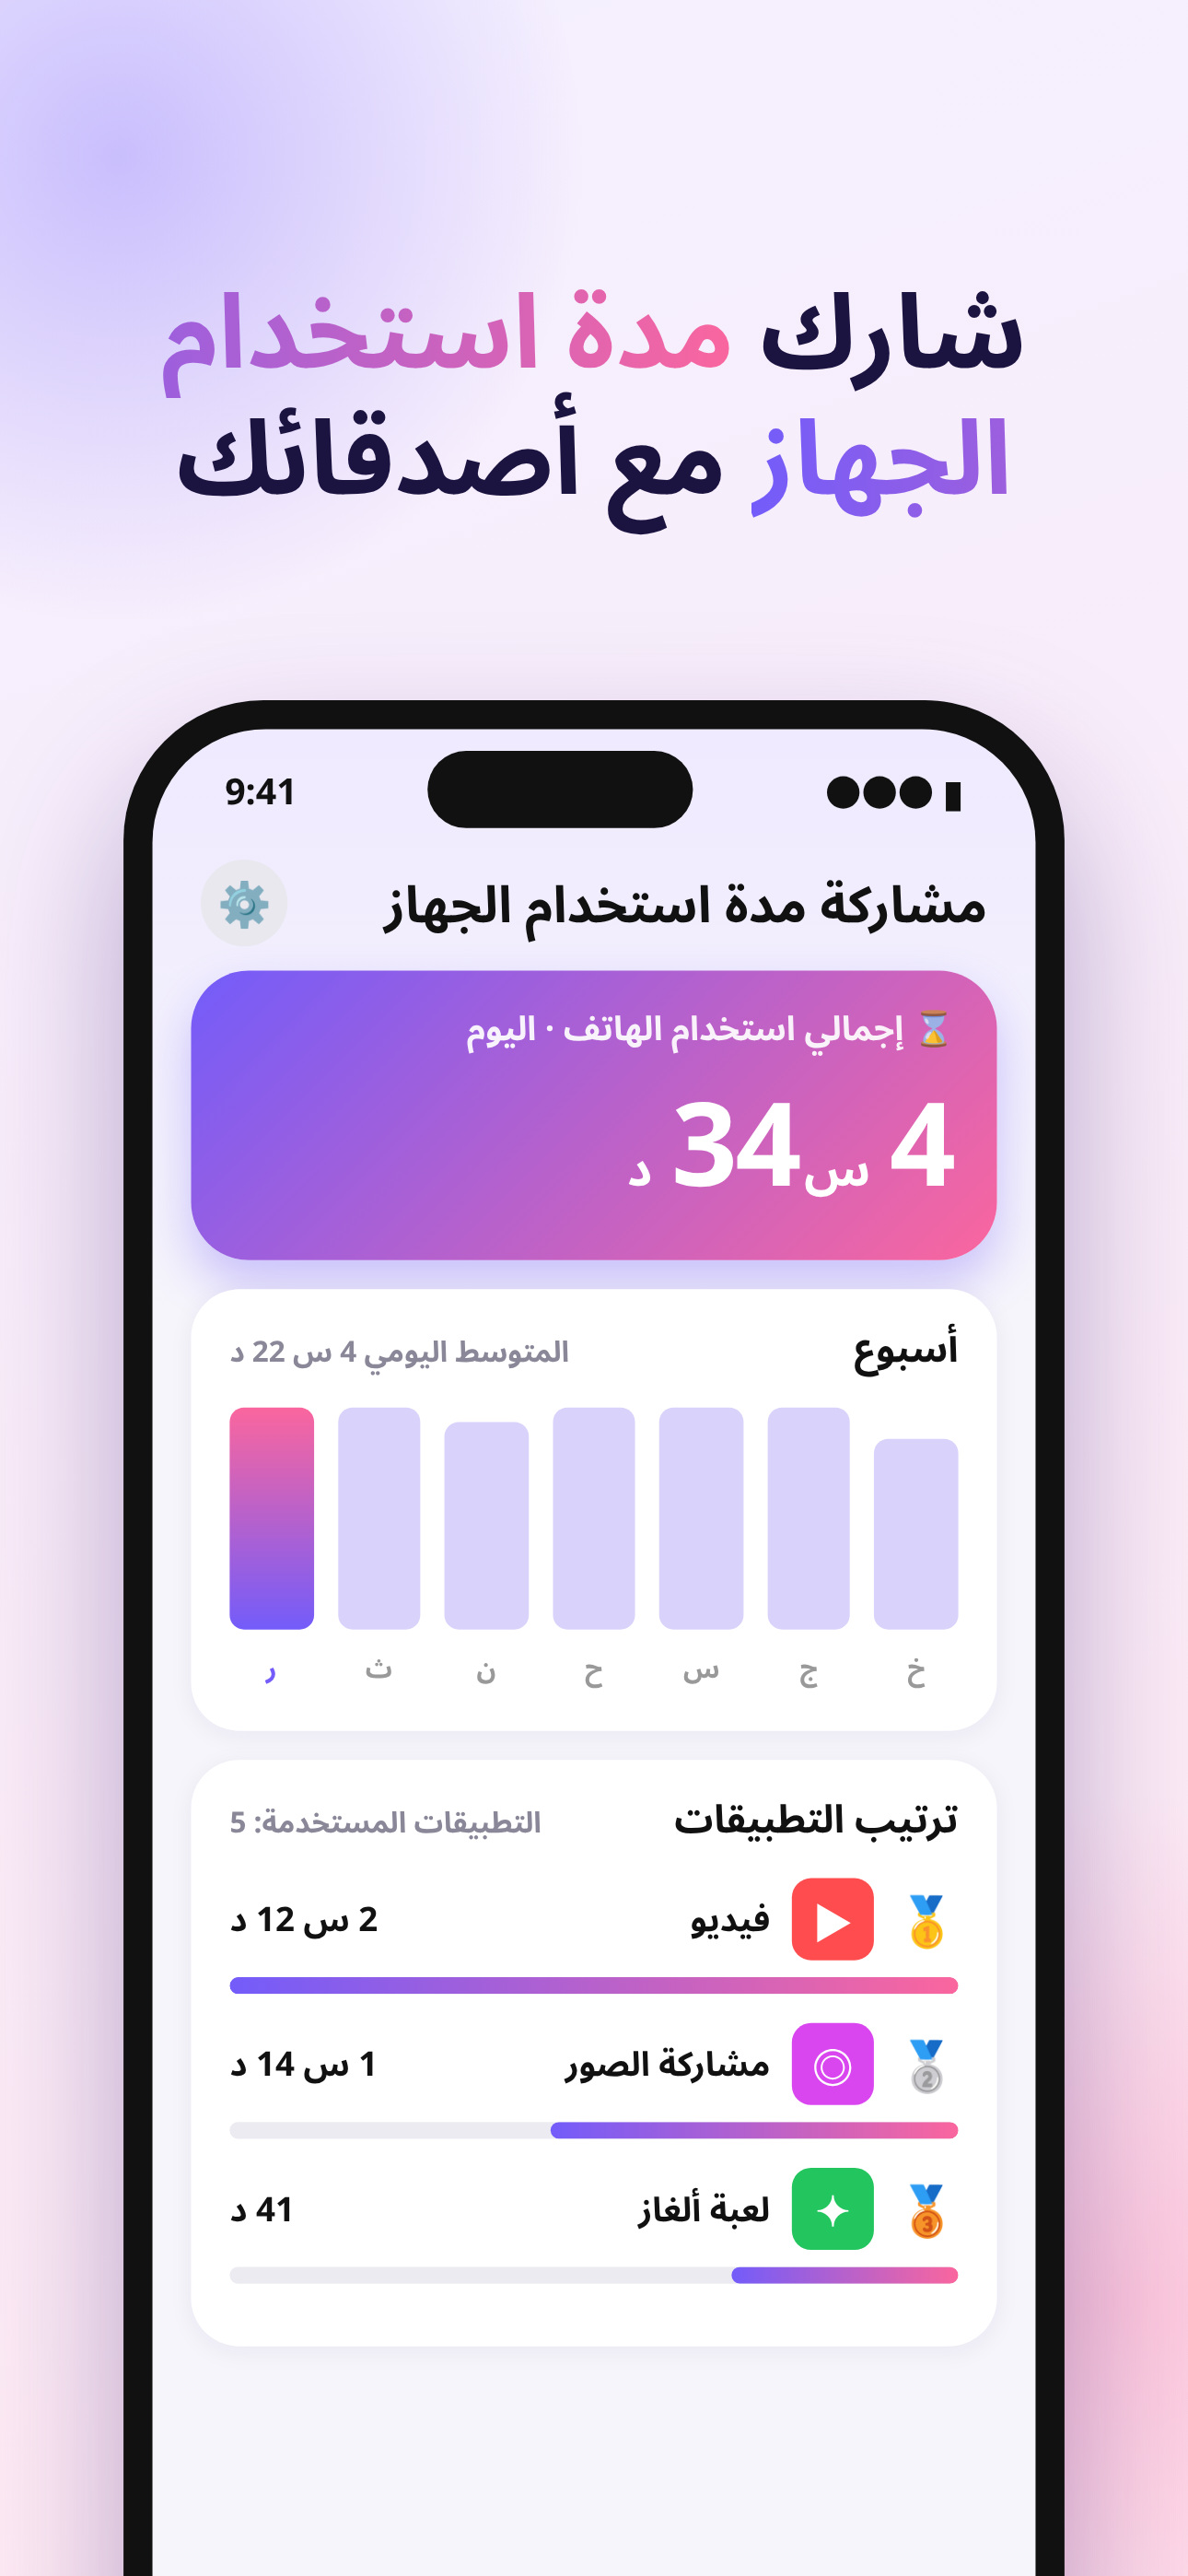 شارك مدة استخدام
الجهاز مع أصدقائك
9:41
مشاركة مدة استخدام الجهاز
⌛ إجمالي استخدام الهاتف · اليوم
4 س 34 د
أسبوع
المتوسط اليومي 4 س 22 د
خ ج س ح ن ث ر
ترتيب التطبيقات
التطبيقات المستخدمة: 5
🥇 فيديو 2 س 12 د
🥈 مشاركة الصور 1 س 14 د
🥉 لعبة ألغاز 41 د